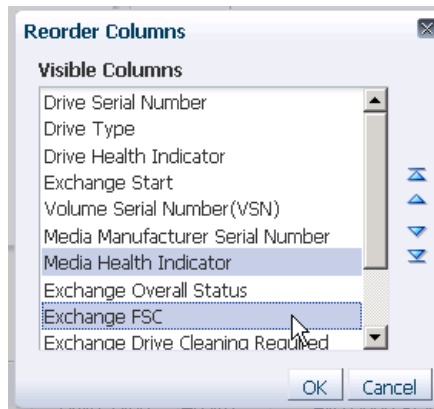 Reorder Columns
Visible Columns
Drive Serial Number
Drive Type
Drive Health Indicator
Exchange Start
Volume Serial Number(VSN)
Media Manufacturer Serial Number
Media Health Indicator
Exchange Overall Status
Exchange FSC
Exchange Drive Cleaning Required
OK
Cancel